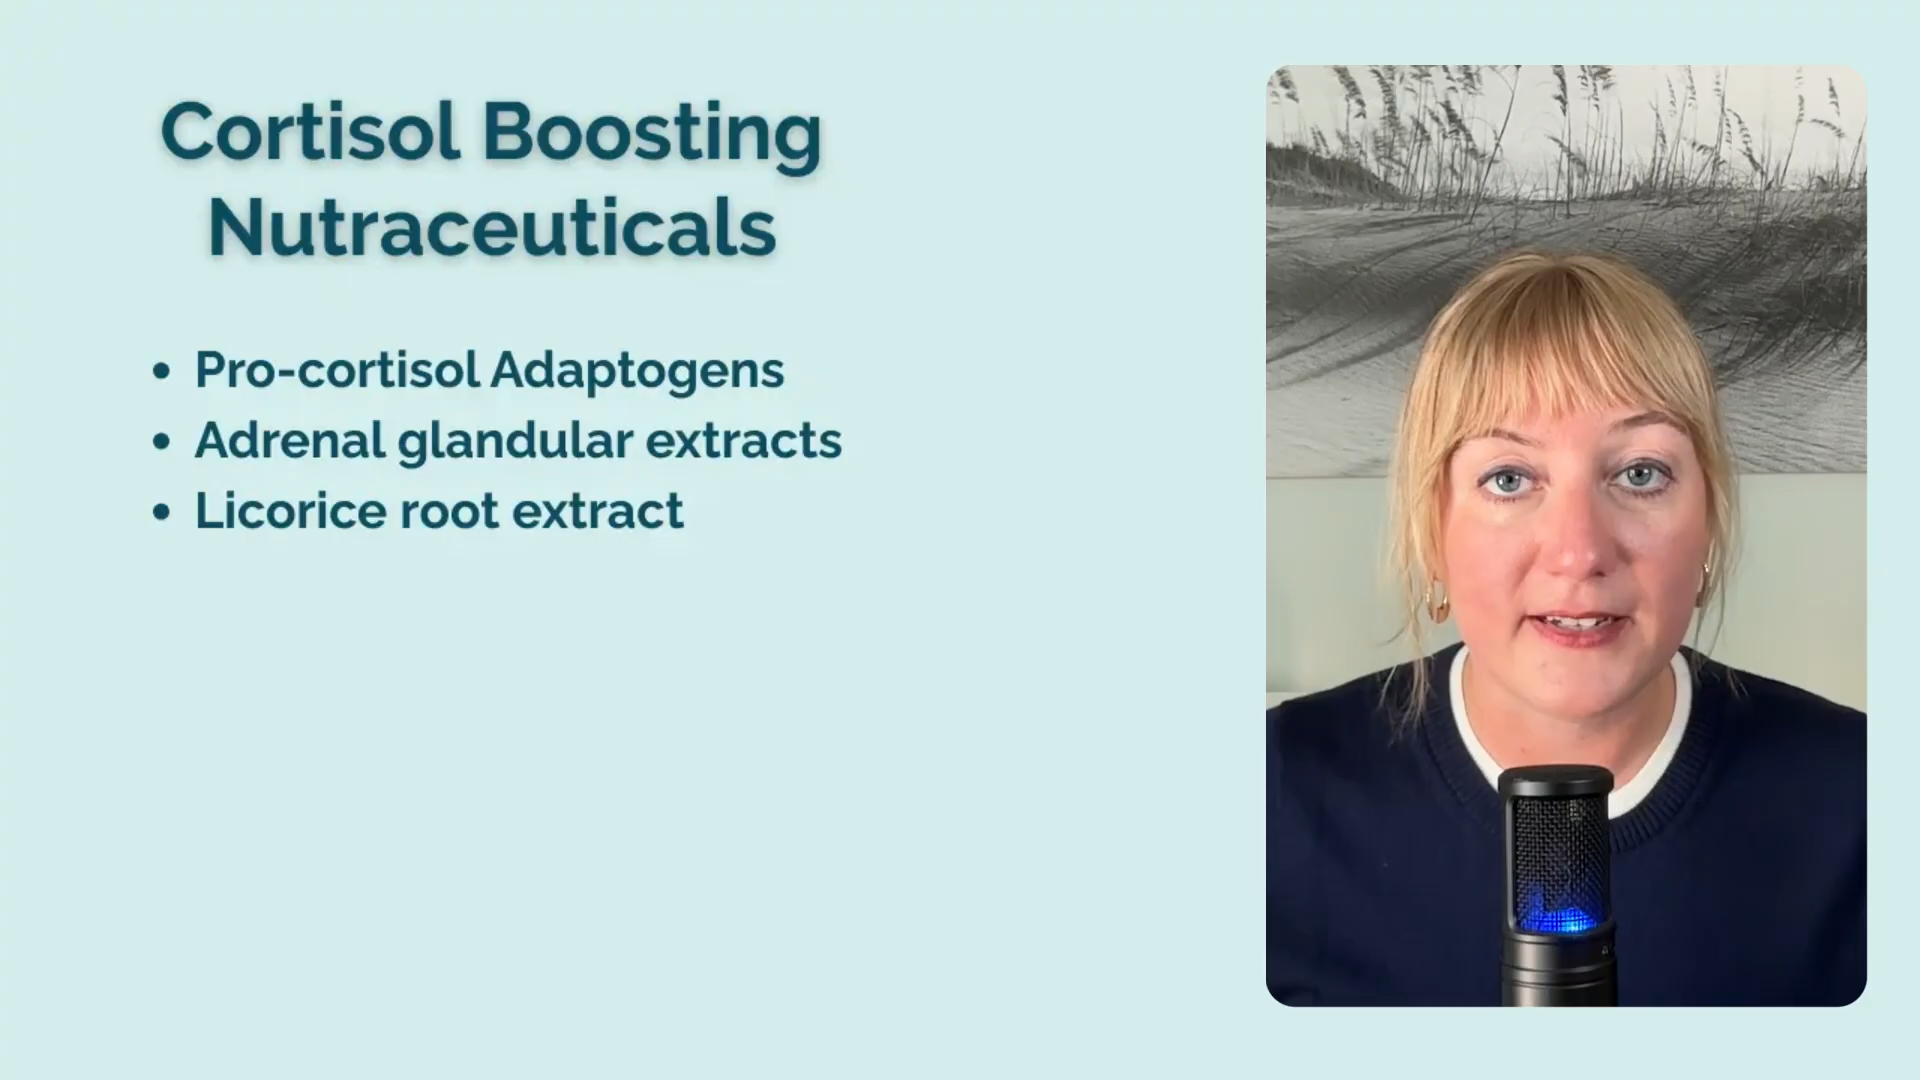 Cortisol Boosting
Nutraceuticals
• Pro-cortisol Adaptogens
• Adrenal glandular extracts
• Licorice root extract